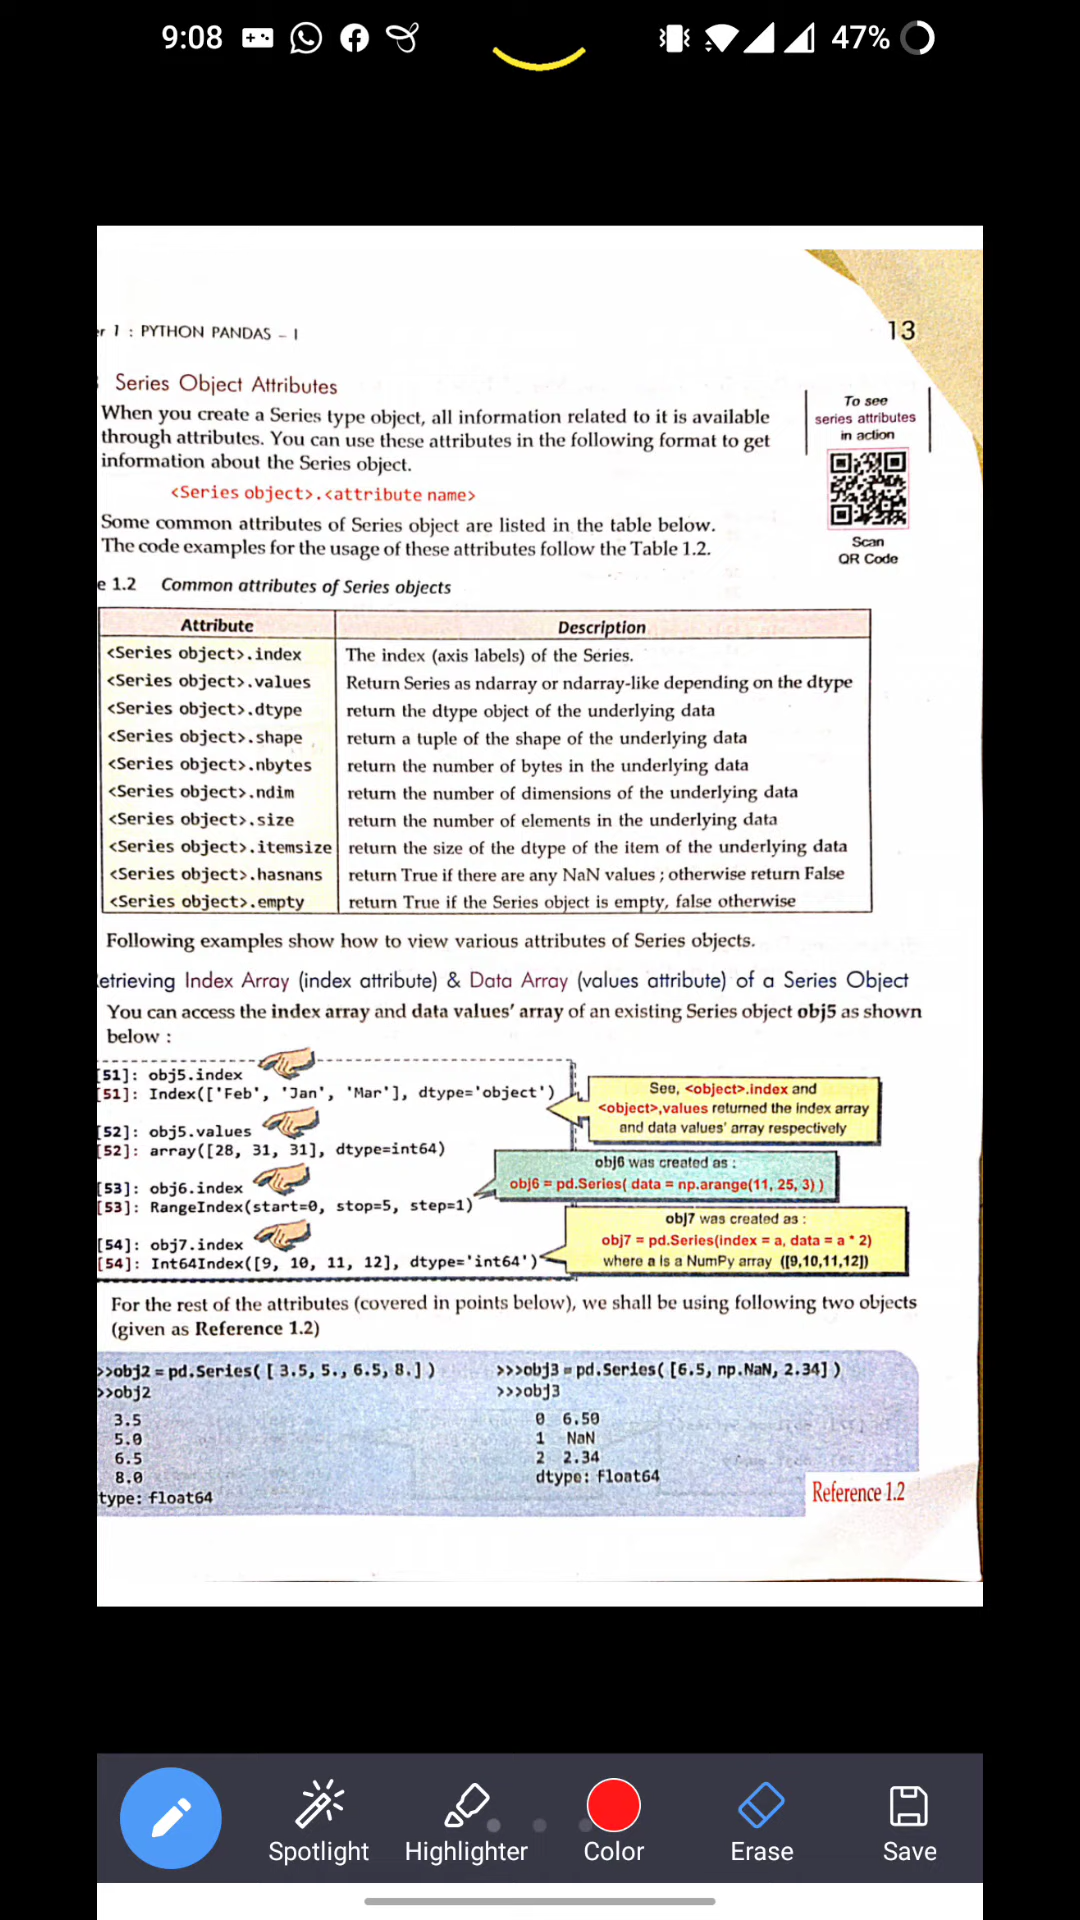 9:08
47%
er 1 : PYTHON PANDAS – I
13
Series Object Attributes
When you create a Series type object, all information related to it is available
through attributes. You can use these attributes in the following format to get
information about the Series object.
<Series object>.<attribute name>
Some common attributes of Series object are listed in the table below.
The code examples for the usage of these attributes follow the Table 1.2.
To see
series attributes
in action
Scan
QR Code
e 1.2 Common attributes of Series objects
Attribute Description
<Series object>.index The index (axis labels) of the Series.
<Series object>.values Return Series as ndarray or ndarray-like depending on the dtype
<Series object>.dtype return the dtype object of the underlying data
<Series object>.shape return a tuple of the shape of the underlying data
<Series object>.nbytes return the number of bytes in the underlying data
<Series object>.ndim return the number of dimensions of the underlying data
<Series object>.size return the number of elements in the underlying data
<Series object>.itemsize return the size of the dtype of the item of the underlying data
<Series object>.hasnans return True if there are any NaN values ; otherwise return False
<Series object>.empty return True if the Series object is empty, false otherwise
Following examples show how to view various attributes of Series objects.
etrieving Index Array (index attribute) & Data Array (values attribute) of a Series Object
You can access the index array and data values' array of an existing Series object obj5 as shown
below :
[51]: obj5.index
[51]: Index(['Feb', 'Jan', 'Mar'], dtype='object')
[52]: obj5.values
[52]: array([28, 31, 31], dtype=int64)
[53]: obj6.index
[53]: RangeIndex(start=0, stop=5, step=1)
[54]: obj7.index
[54]: Int64Index([9, 10, 11, 12], dtype='int64')
See, <object>.index and
<object>,values returned the index array
and data values' array respectively
obj6 was created as :
obj6 = pd.Series( data = np.arange(11, 25, 3) )
obj7 was created as :
obj7 = pd.Series(index = a, data = a * 2)
where a is a NumPy array ([9,10,11,12])
For the rest of the attributes (covered in points below), we shall be using following two objects
(given as Reference 1.2)
>>obj2 = pd.Series( [ 3.5, 5., 6.5, 8.] )
>>obj2
3.5
5.0
6.5
8.0
type: float64
>>>obj3 = pd.Series( [6.5, np.NaN, 2.34] )
>>>obj3
0 6.50
1 NaN
2 2.34
dtype: float64
Reference 1.2
Spotlight
Highlighter
Color
Erase
Save